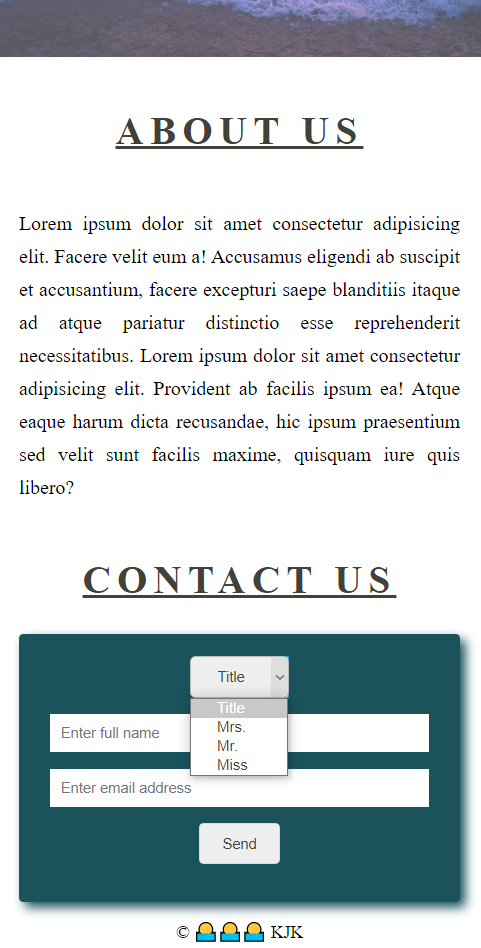 ABOUT US
Lorem ipsum dolor sit amet consectetur adipisicing
elit. Facere velit eum a! Accusamus eligendi ab suscipit
et accusantium, facere excepturi saepe blanditiis itaque
ad atque pariatur distinctio esse reprehenderit
necessitatibus. Lorem ipsum dolor sit amet consectetur
adipisicing elit. Provident ab facilis ipsum ea! Atque
eaque harum dicta recusandae, hic ipsum praesentium
sed velit sunt facilis maxime, quisquam iure quis
libero?
CONTACT US
Title
Title
Mrs.
Mr.
Miss
Enter full name
Enter email address
Send
© KJK